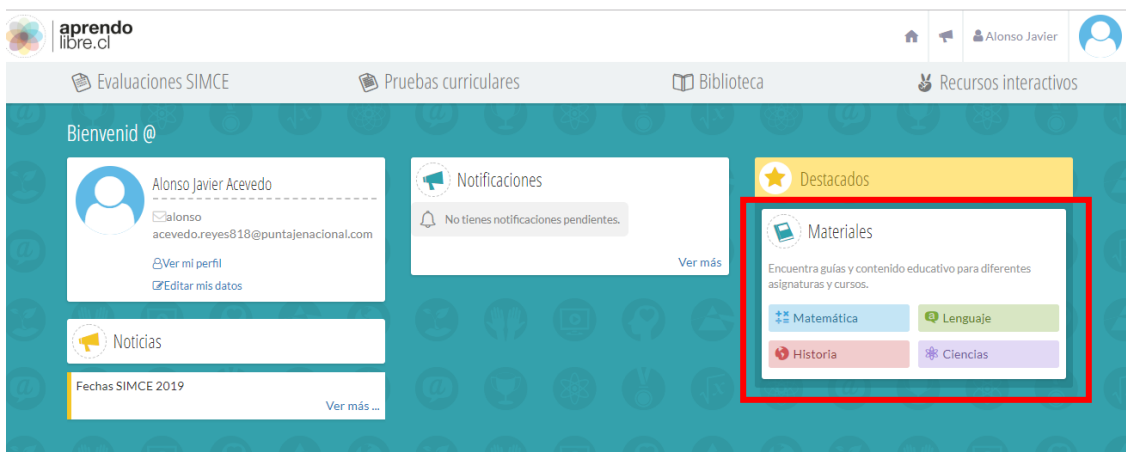 aprendo
libre.cl
Alonso Javier
Evaluaciones SIMCE
Pruebas curriculares
Biblioteca
Recursos interactivos
Bienvenid @
Alonso Javier Acevedo
alonso
acevedo.reyes818@puntajenacional.com
Ver mi perfil
Editar mis datos
Noticias
Fechas SIMCE 2019
Ver más ...
Notificaciones
No tienes notificaciones pendientes.
Ver más
Destacados
Materiales
Encuentra guías y contenido educativo para diferentes
asignaturas y cursos.
Matemática
Lenguaje
Historia
Ciencias